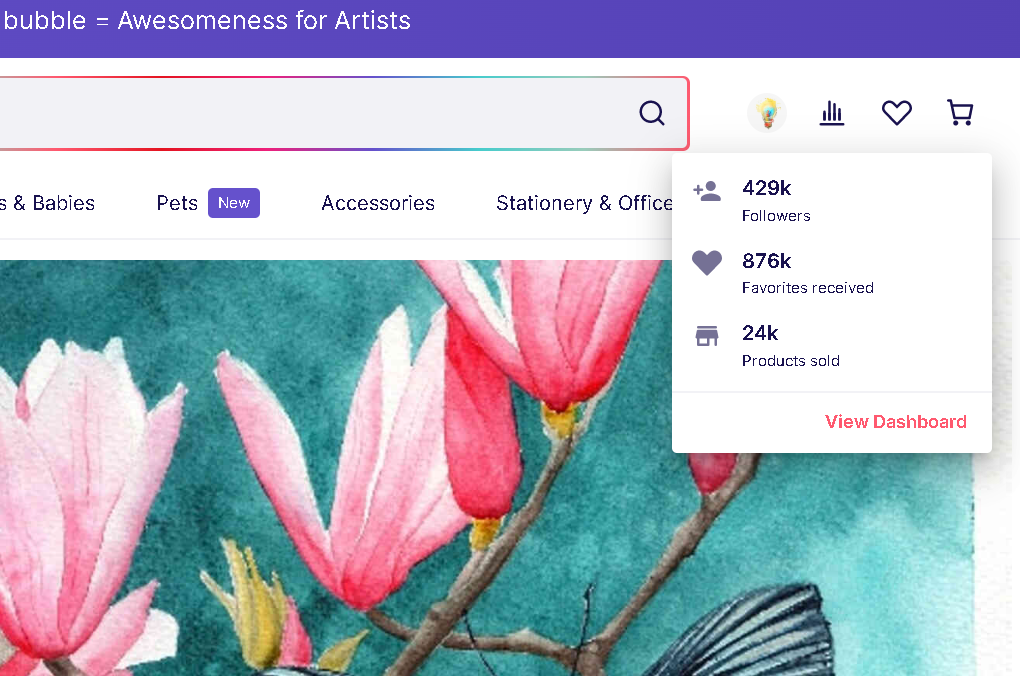 bubble = Awesomeness for Artists
& Babies
Pets
New
Accessories
Stationery & Office
429k
Followers
876k
Favorites received
24k
Products sold
View Dashboard